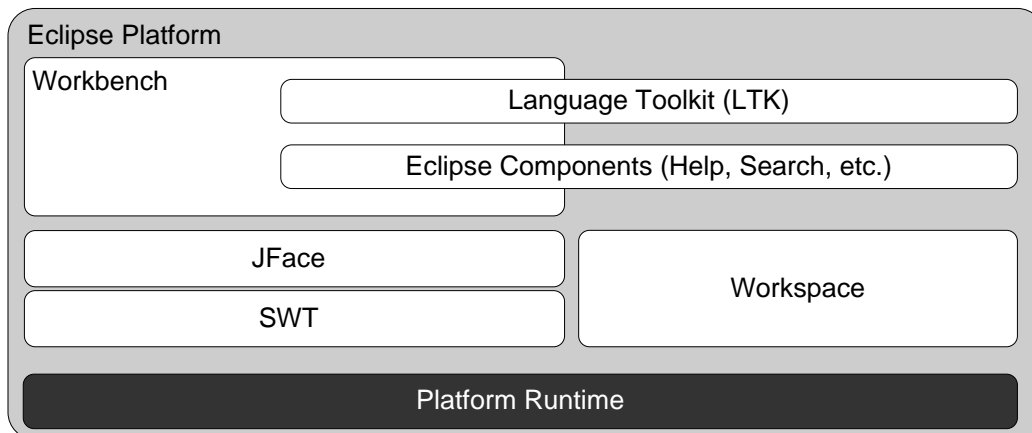 Eclipse Platform
Workbench
Language Toolkit (LTK)
Eclipse Components (Help, Search, etc.)
JFace
Workspace
SWT
Platform Runtime